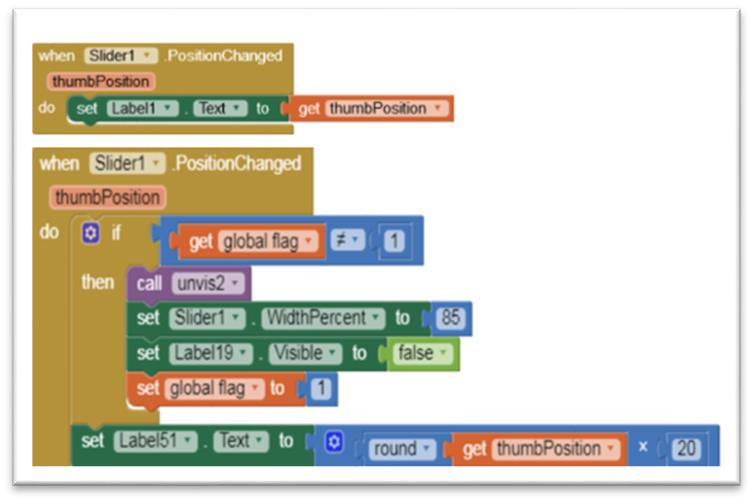 when Slider1 .PositionChanged
thumbPosition
do set Label1 . Text to get thumbPosition
when Slider1 .PositionChanged
thumbPosition
do if get global flag ≠ 1
then call unvis2
set Slider1 . WidthPercent to 85
set Label19 . Visible to false
set global flag to 1
set Label51 . Text to round get thumbPosition x 20